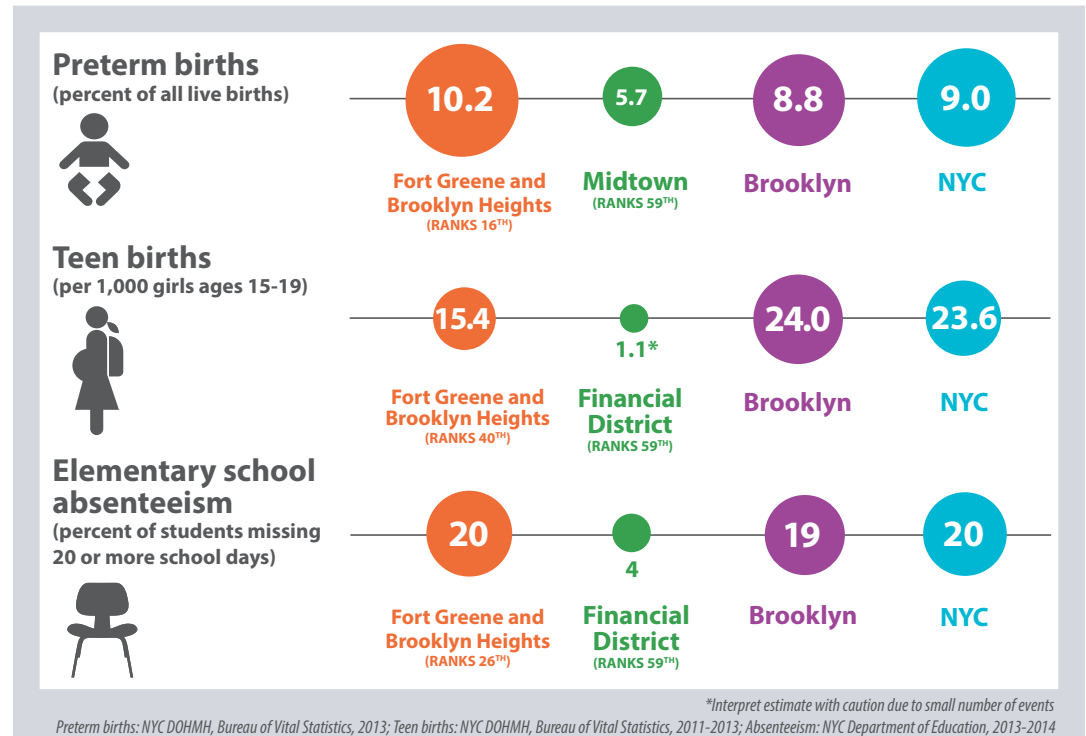 Preterm births
(percent of all live births)
10.2
5.7
8.8
9.0
Fort Greene and
Brooklyn Heights
(RANKS 16TH)
Midtown
(RANKS 59TH)
Brooklyn
NYC
Teen births
(per 1,000 girls ages 15-19)
15.4
1.1*
24.0
23.6
Fort Greene and
Brooklyn Heights
(RANKS 40TH)
Financial
District
(RANKS 59TH)
Brooklyn
NYC
Elementary school
absenteeism
(percent of students missing
20 or more school days)
20
4
19
20
Fort Greene and
Brooklyn Heights
(RANKS 26TH)
Financial
District
(RANKS 59TH)
Brooklyn
NYC
*Interpret estimate with caution due to small number of events
Preterm births: NYC DOHMH, Bureau of Vital Statistics, 2013; Teen births: NYC DOHMH, Bureau of Vital Statistics, 2011-2013; Absenteeism: NYC Department of Education, 2013-2014